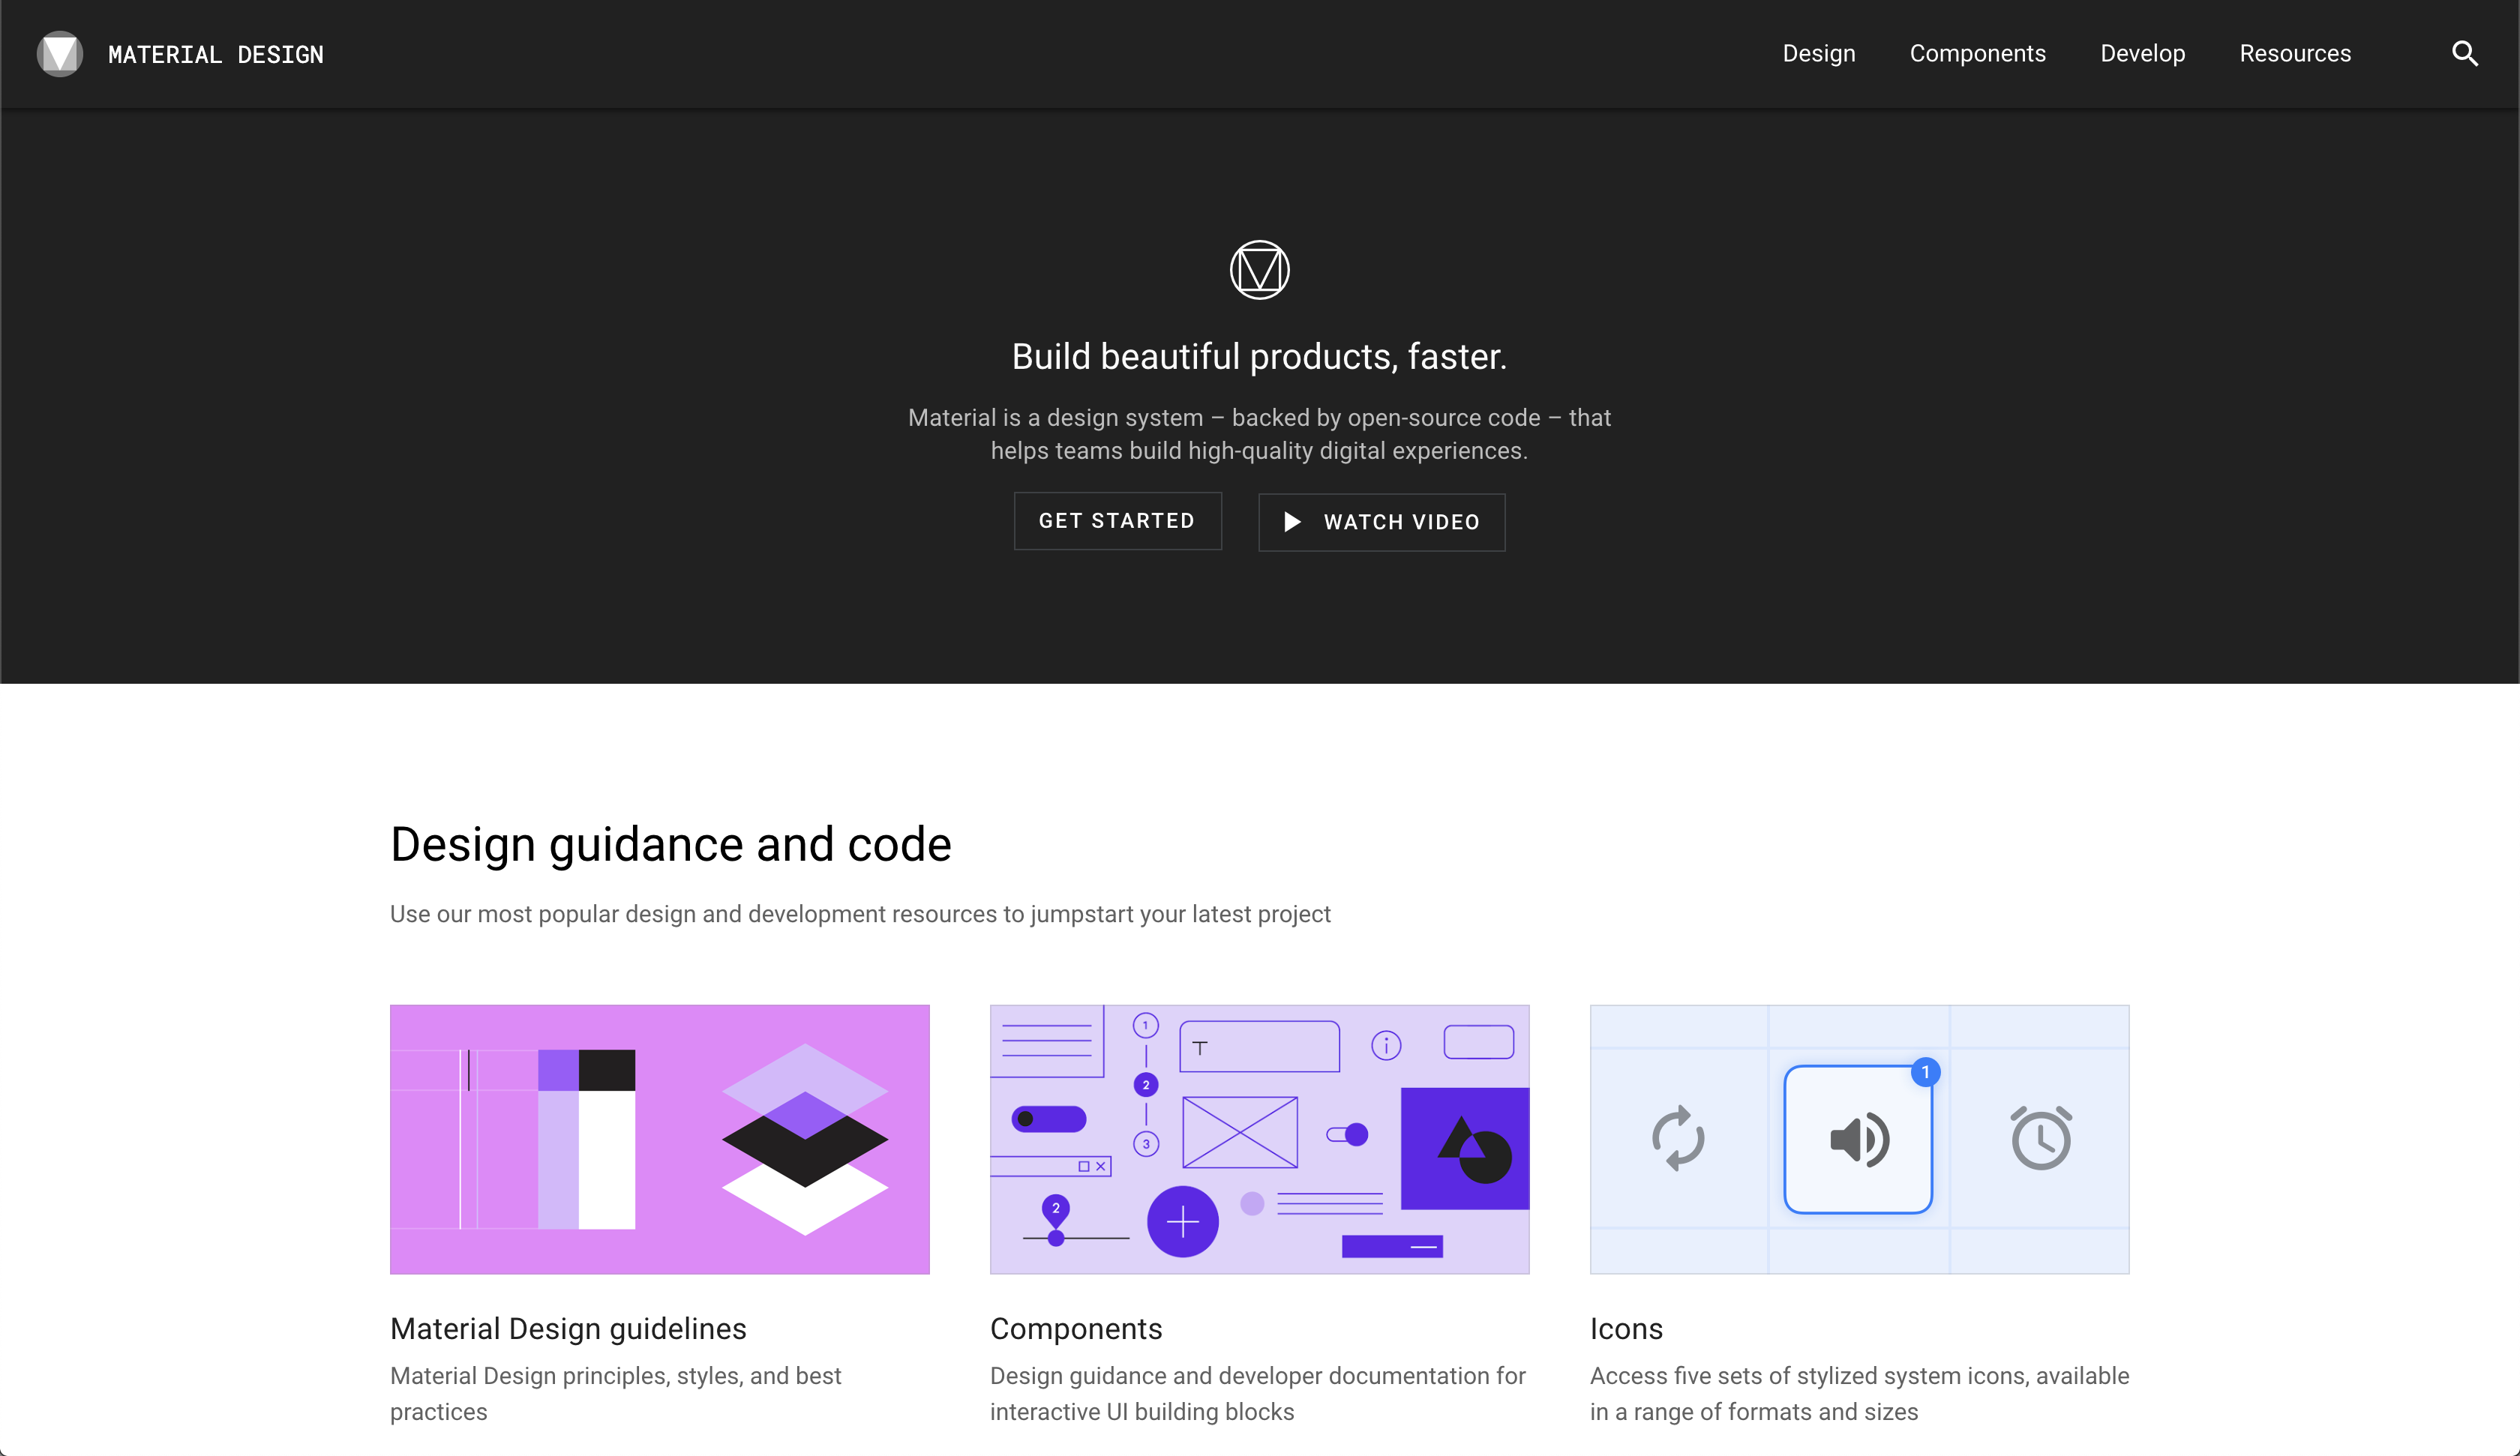 MATERIAL DESIGN
Design
Components
Develop
Resources
Build beautiful products, faster.
Material is a design system – backed by open-source code – that
helps teams build high-quality digital experiences.
GET STARTED
WATCH VIDEO
Design guidance and code
Use our most popular design and development resources to jumpstart your latest project
1
2
3
T
i
2
1
Material Design guidelines
Material Design principles, styles, and best
practices
Components
Design guidance and developer documentation for
interactive UI building blocks
Icons
Access five sets of stylized system icons, available
in a range of formats and sizes